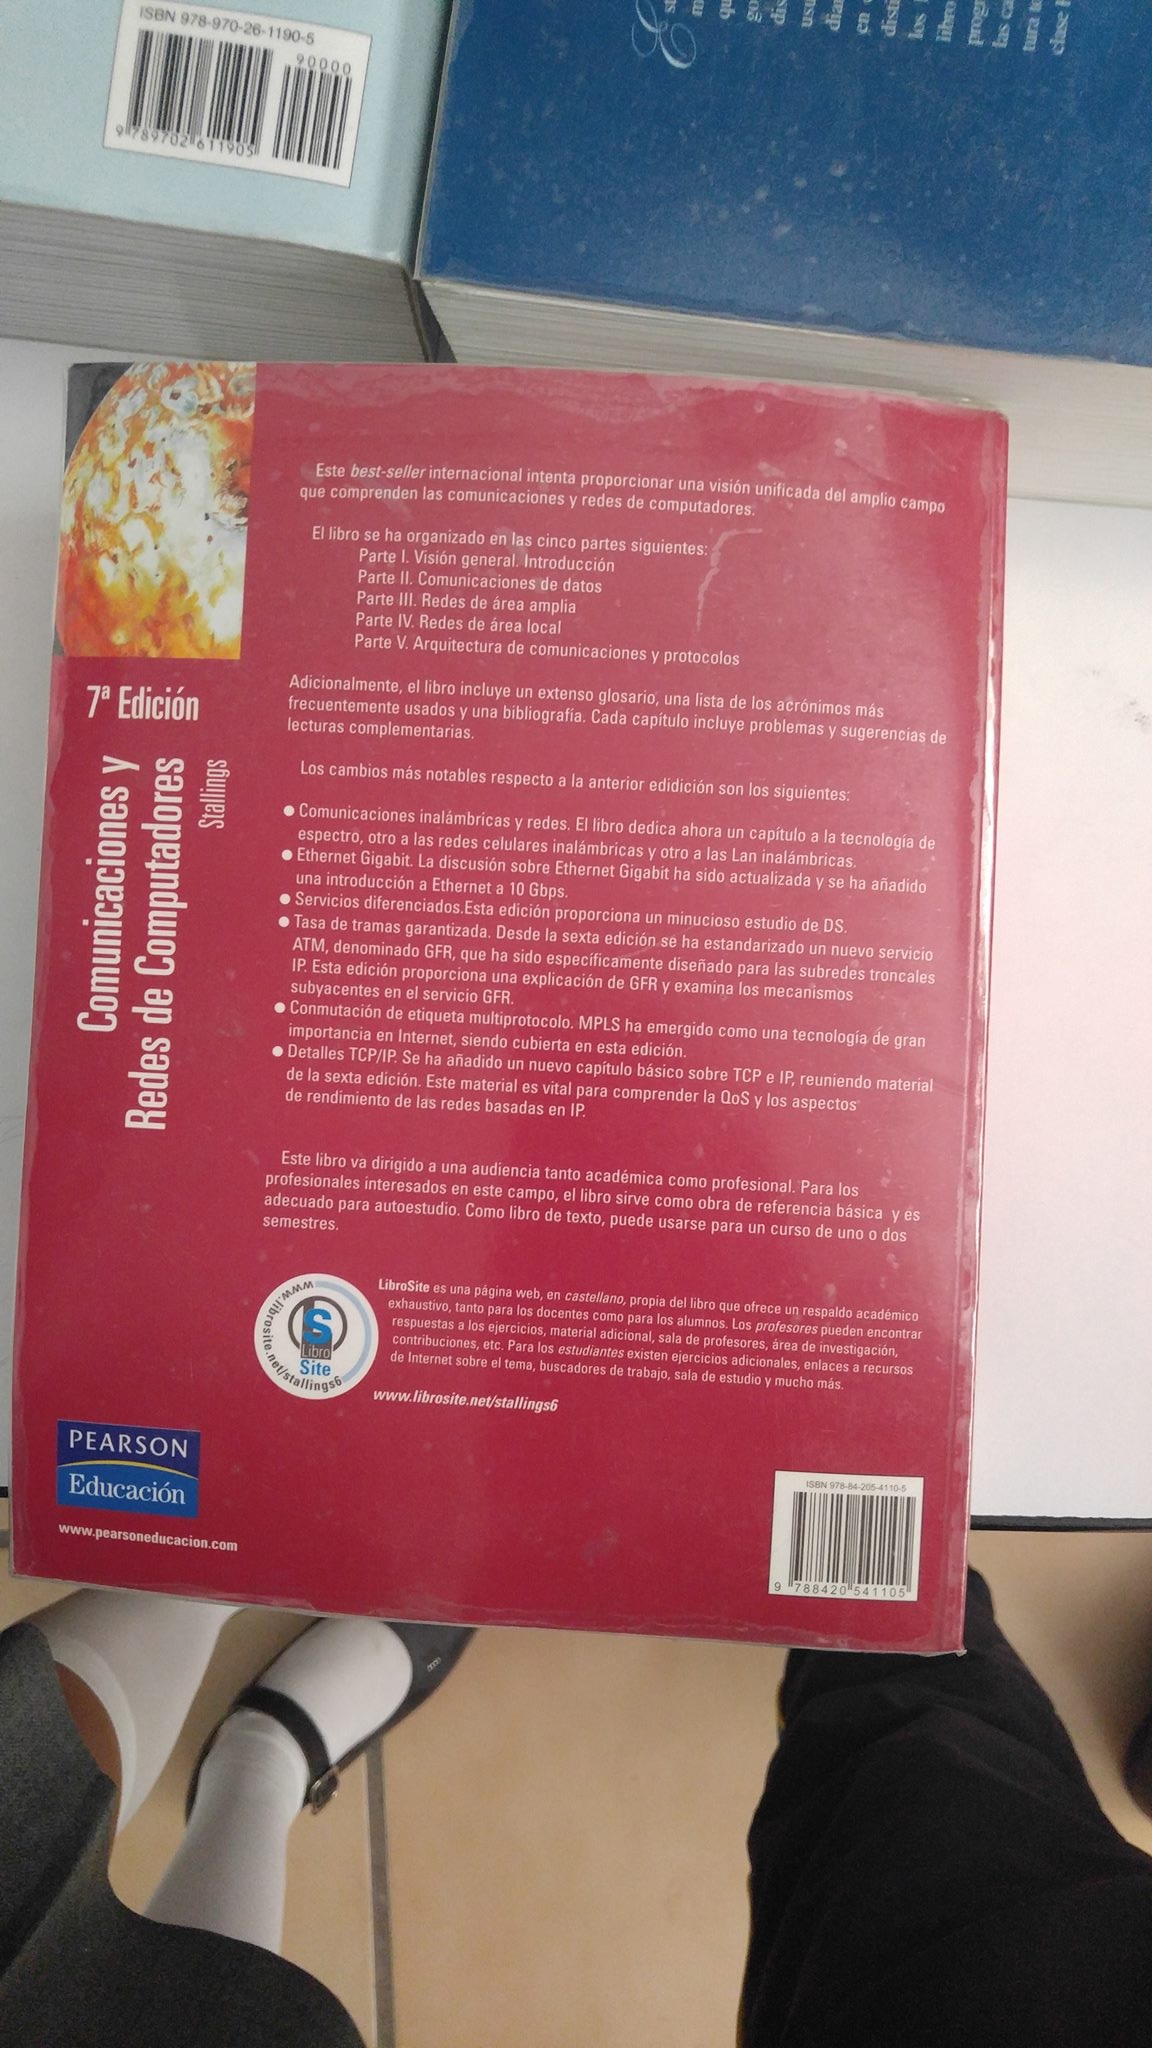 ISBN 978-970-26-1190-5
90000
9 789702 611905
Este best-seller internacional intenta proporcionar una visión unificada del amplio campo
que comprenden las comunicaciones y redes de computadores.
El libro se ha organizado en las cinco partes siguientes:
Parte I. Visión general. Introducción
Parte II. Comunicaciones de datos
Parte III. Redes de área amplia
Parte IV. Redes de área local
Parte V. Arquitectura de comunicaciones y protocolos
7ª Edición
Comunicaciones y
Redes de Computadores
Stallings
Adicionalmente, el libro incluye un extenso glosario, una lista de los acrónimos más
frecuentemente usados y una bibliografía. Cada capítulo incluye problemas y sugerencias de
lecturas complementarias.
Los cambios más notables respecto a la anterior edidición son los siguientes:
● Comunicaciones inalámbricas y redes. El libro dedica ahora un capítulo a la tecnología de
espectro, otro a las redes celulares inalámbricas y otro a las Lan inalámbricas.
● Ethernet Gigabit. La discusión sobre Ethernet Gigabit ha sido actualizada y se ha añadido
una introducción a Ethernet a 10 Gbps.
● Servicios diferenciados.Esta edición proporciona un minucioso estudio de DS.
● Tasa de tramas garantizada. Desde la sexta edición se ha estandarizado un nuevo servicio
ATM, denominado GFR, que ha sido específicamente diseñado para las subredes troncales
IP. Esta edición proporciona una explicación de GFR y examina los mecanismos
subyacentes en el servicio GFR.
● Conmutación de etiqueta multiprotocolo. MPLS ha emergido como una tecnología de gran
importancia en Internet, siendo cubierta en esta edición.
● Detalles TCP/IP. Se ha añadido un nuevo capítulo básico sobre TCP e IP, reuniendo material
de la sexta edición. Este material es vital para comprender la QoS y los aspectos
de rendimiento de las redes basadas en IP.
Este libro va dirigido a una audiencia tanto académica como profesional. Para los
profesionales interesados en este campo, el libro sirve como obra de referencia básica y es
adecuado para autoestudio. Como libro de texto, puede usarse para un curso de uno o dos
semestres.
www.librosite.net/stallings6
Libro
Site
LibroSite es una página web, en castellano, propia del libro que ofrece un respaldo académico
exhaustivo, tanto para los docentes como para los alumnos. Los profesores pueden encontrar
respuestas a los ejercicios, material adicional, sala de profesores, área de investigación,
contribuciones, etc. Para los estudiantes existen ejercicios adicionales, enlaces a recursos
de Internet sobre el tema, buscadores de trabajo, sala de estudio y mucho más.
www.librosite.net/stallings6
PEARSON
Educación
www.pearsoneducacion.com
ISBN 978-84-205-4110-5
9 788420 541105